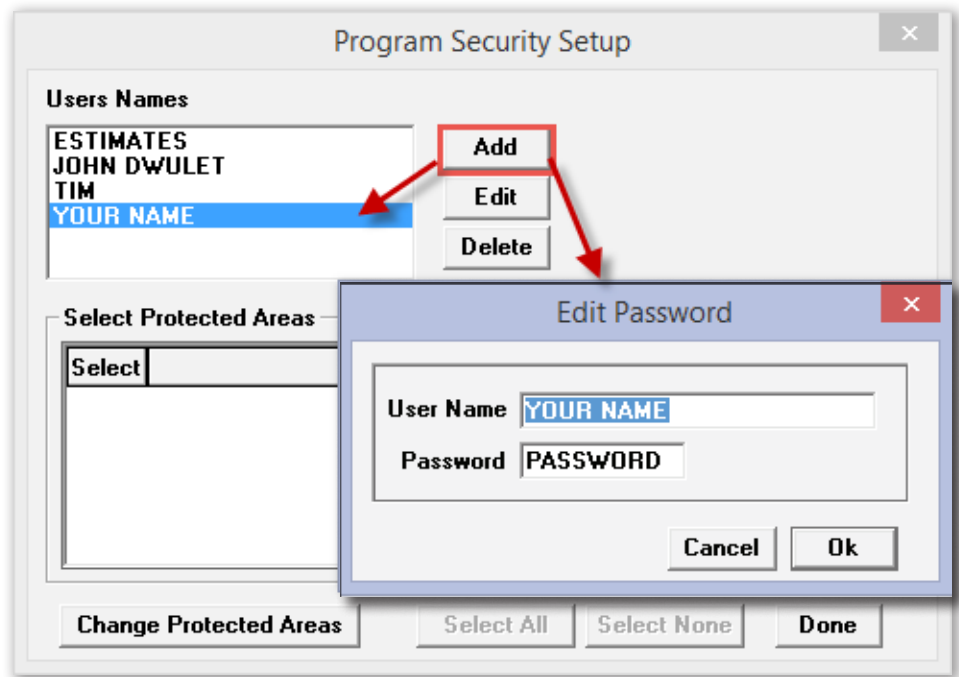 Program Security Setup
Users Names
ESTIMATES
JOHN DWULET
TIM
YOUR NAME
Add
Edit
Delete
Select Protected Areas
Select
Edit Password
User Name YOUR NAME
Password PASSWORD
Cancel Ok
Change Protected Areas Select All Select None Done